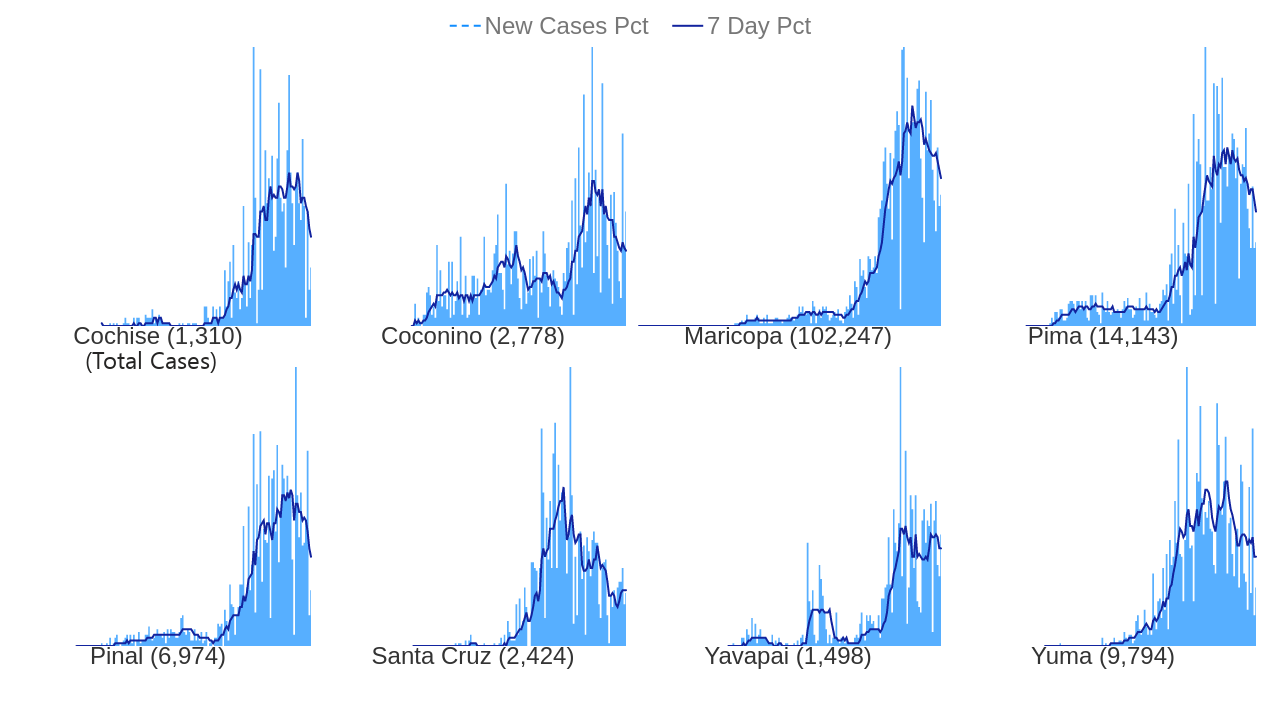 New Cases Pct 7 Day Pct
Cochise (1,310) Coconino (2,778) Maricopa (102,247) Pima (14,143)
(Total Cases)
Pinal (6,974) Santa Cruz (2,424) Yavapai (1,498) Yuma (9,794)